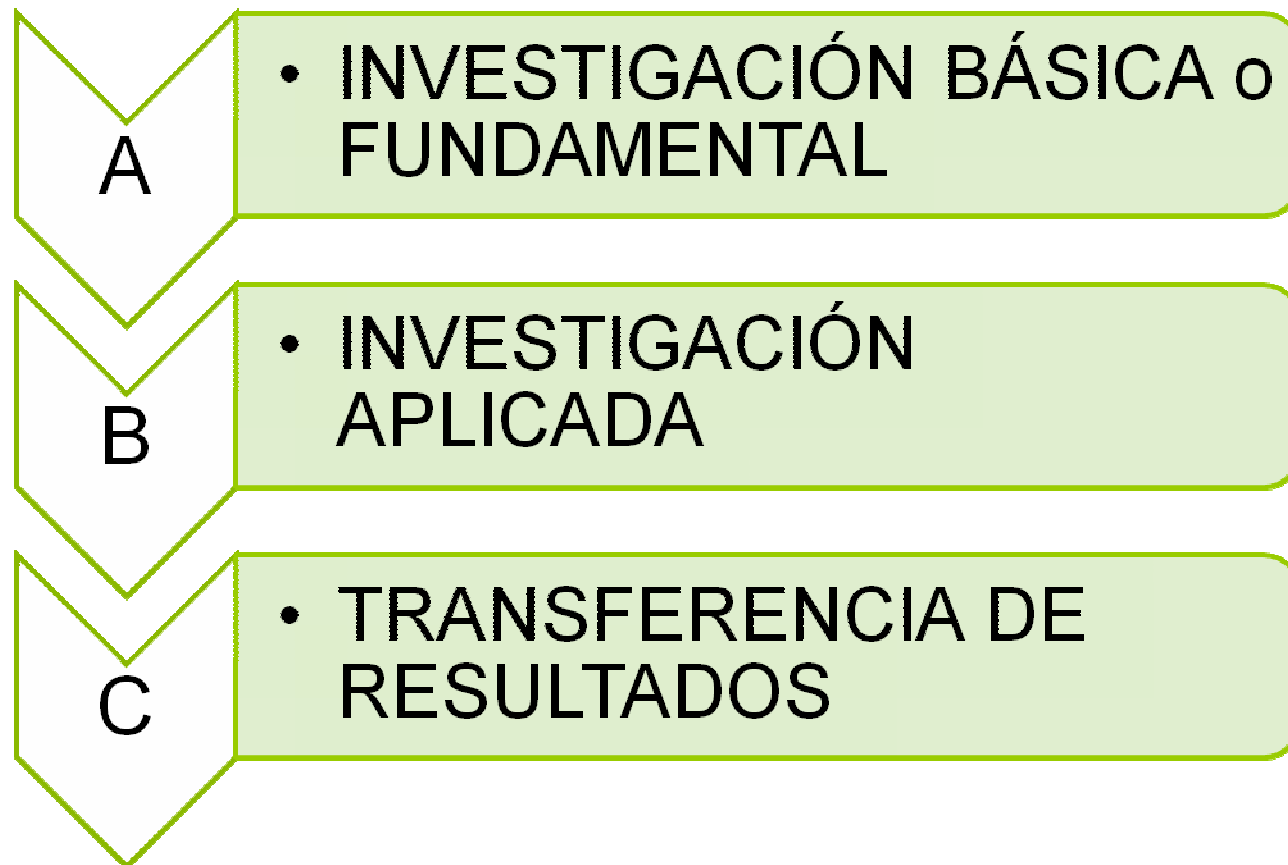 A
• INVESTIGACIÓN BÁSICA o
FUNDAMENTAL
B
• INVESTIGACIÓN
APLICADA
C
• TRANSFERENCIA DE
RESULTADOS